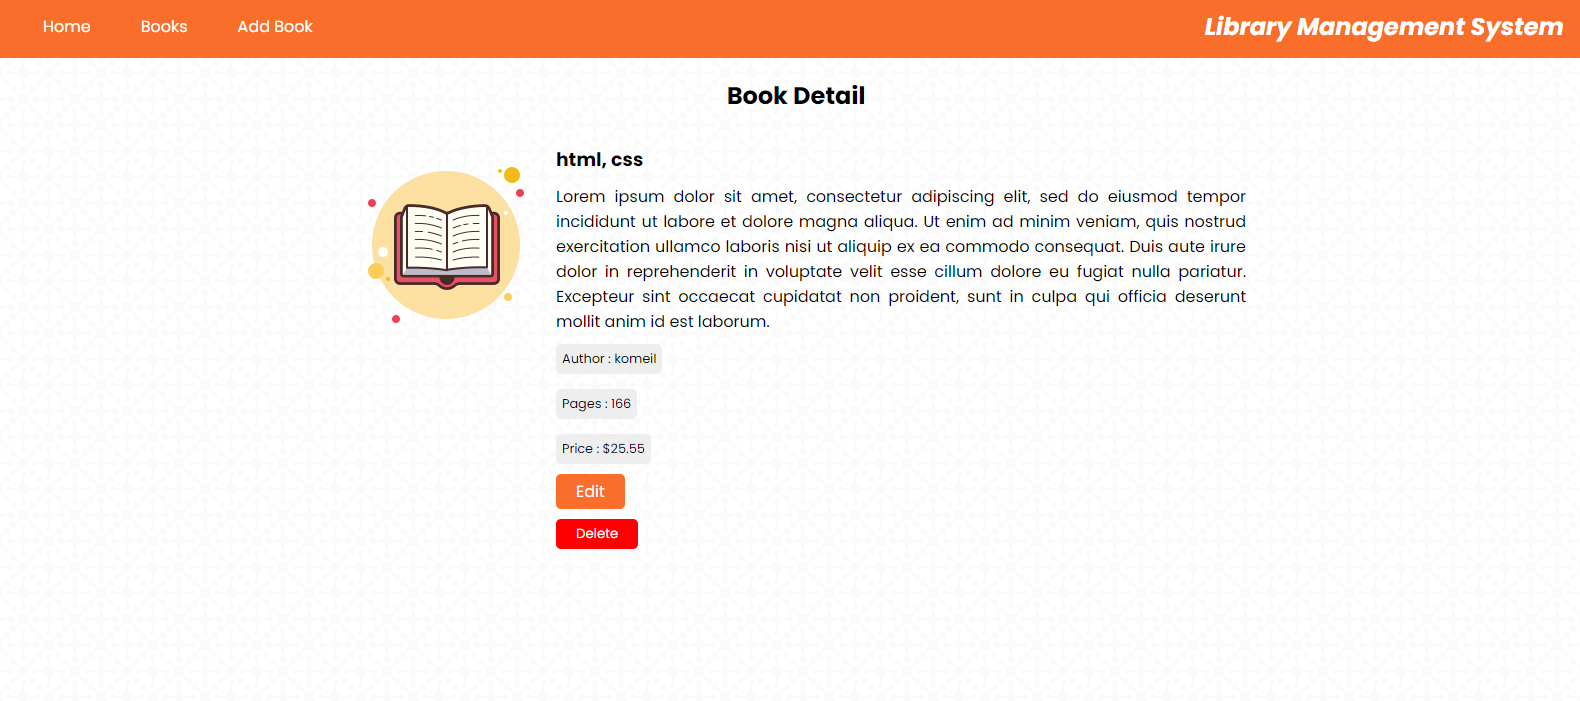 Home Books Add Book Library Management System
Book Detail
html, css
Lorem ipsum dolor sit amet, consectetur adipiscing elit, sed do eiusmod tempor
incididunt ut labore et dolore magna aliqua. Ut enim ad minim veniam, quis nostrud
exercitation ullamco laboris nisi ut aliquip ex ea commodo consequat. Duis aute irure
dolor in reprehenderit in voluptate velit esse cillum dolore eu fugiat nulla pariatur.
Excepteur sint occaecat cupidatat non proident, sunt in culpa qui officia deserunt
mollit anim id est laborum.
Author : komeil
Pages : 166
Price : $25.55
Edit
Delete